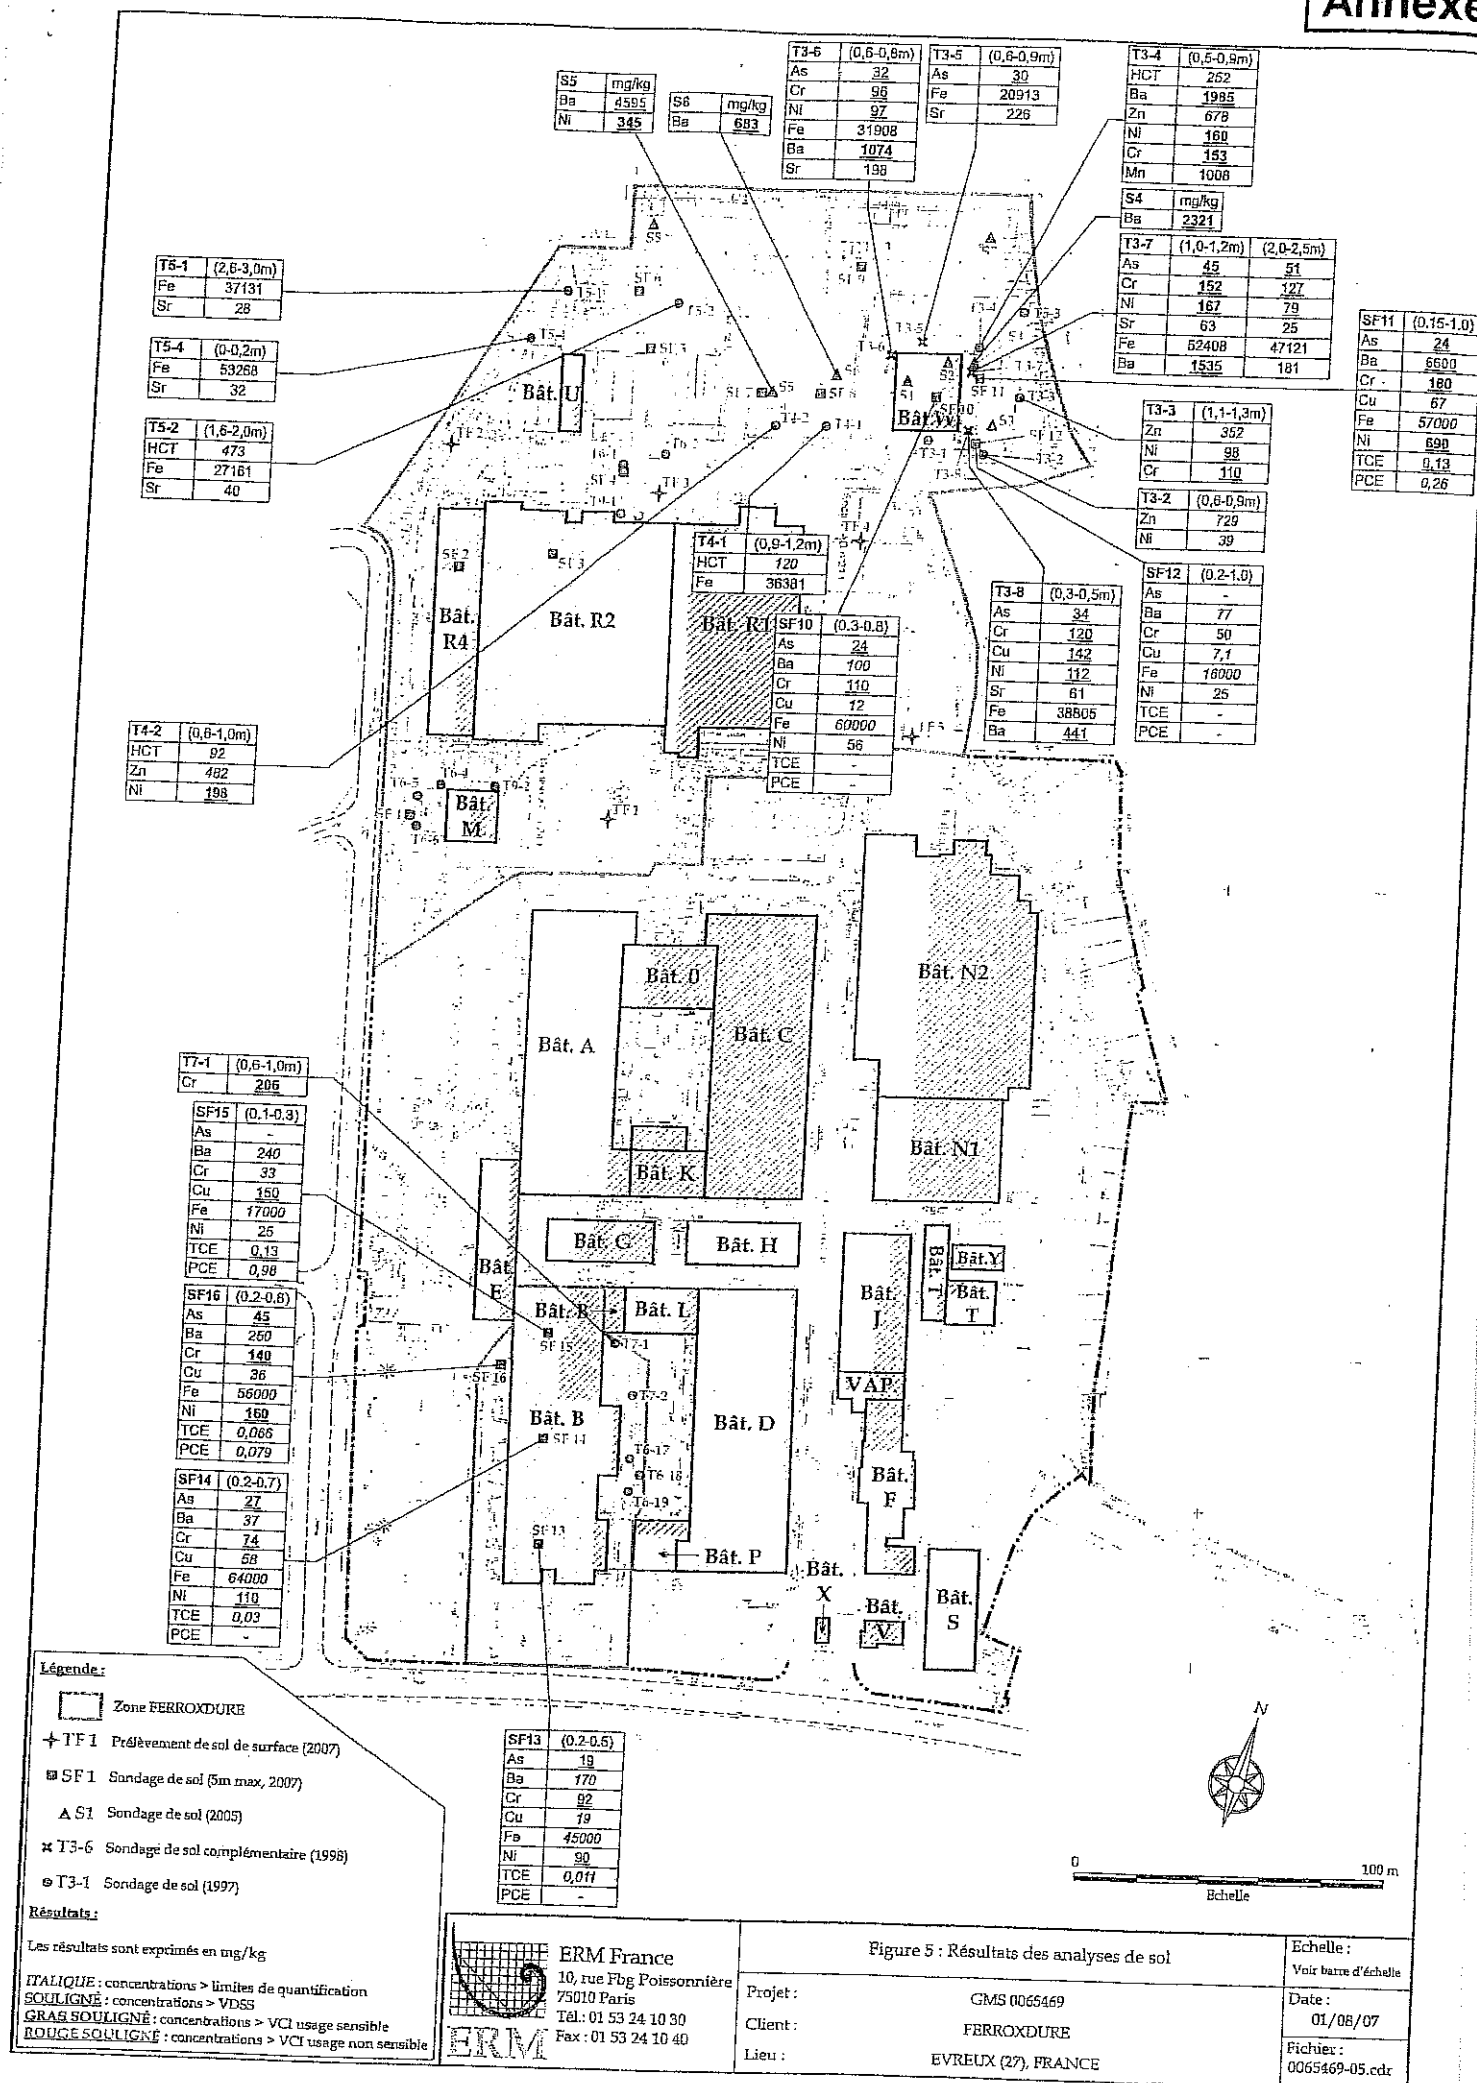 Annexe
S5 mg/kg
Ba 4595
Ni 345
S6 mg/kg
Ba 683
T3-6 (0,6-0,8m)
As 32
Cr 96
Ni 97
Fe 31908
Ba 1074
Sr 198
T3-5 (0,6-0,9m)
As 30
Fe 20913
Sr 226
T3-4 (0,5-0,9m)
HCT 252
Ba 1985
Zn 678
Ni 160
Cr 153
Mn 1008
S4 mg/kg
Ba 2321
T3-7 (1,0-1,2m) (2,0-2,5m)
As 45 51
Cr 152 127
Ni 167 79
Sr 63 25
Fe 52408 47121
Ba 1535 181
SF11 (0.15-1.0)
As 24
Ba 6600
Cr 180
Cu 67
Fe 57000
Ni 690
TCE 0,13
PCE 0,26
T5-1 (2,6-3,0m)
Fe 37131
Sr 28
T5-4 (0-0,2m)
Fe 53268
Sr 32
T5-2 (1,6-2,0m)
HCT 473
Fe 27161
Sr 40
T3-3 (1,1-1,3m)
Zn 352
Ni 98
Cr 110
T3-2 (0,6-0,9m)
Zn 729
Ni 39
SF12 (0.2-1.0)
As -
Ba 77
Cr 50
Cu 7,1
Fe 16000
Ni 25
TCE -
PCE -
T4-1 (0,9-1,2m)
HCT 120
Fe 36381
T3-8 (0,3-0,5m)
As 34
Cr 120
Cu 142
Ni 112
Sr 61
Fe 38805
Ba 441
SF10 (0.3-0.8)
As 24
Ba 100
Cr 110
Cu 12
Fe 60000
Ni 56
TCE -
PCE -
T4-2 (0,8-1,0m)
HCT 92
Zn 482
Ni 198
Bât. U
Bât. W
Bât. R4
Bât. R2
Bât. R1
Bât. M
TF1
Bât. A
Bât. C
Bât. N2
Bât. N1
Bât. K
T7-1 (0,6-1,0m)
Cr 206
SF15 (0.1-0.3)
As -
Ba 240
Cr 33
Cu 150
Fe 17000
Ni 25
TCE 0,13
PCE 0,98
SF16 (0.2-0.8)
As 45
Ba 250
Cr 140
Cu 36
Fe 56000
Ni 160
TCE 0,066
PCE 0,079
SF14 (0.2-0.7)
As 27
Ba 37
Cr 74
Cu 58
Fe 64000
Ni 110
TCE 0,03
PCE -
Bât. G
Bât. H
Bât. E
Bât. L
Bât. Y
Bât. T
Bât. B
Bât. D
VAP
Bât. F
Bât. P
Bât. X
Bât. V
Bât. S
SF13 (0.2-0.5)
As 19
Ba 170
Cr 92
Cu 19
Fe 45000
Ni 90
TCE 0,011
PCE -
Légende :
Zone FERROXDURE
TF 1 Prélèvement de sol de surface (2007)
SF 1 Sondage de sol (5m max, 2007)
S1 Sondage de sol (2005)
T3-6 Sondage de sol complémentaire (1998)
T3-1 Sondage de sol (1997)
Résultats :
Les résultats sont exprimés en mg/kg
ITALIQUE : concentrations > limites de quantification
SOULIGNÉ : concentrations > VDSS
GRAS SOULIGNÉ : concentrations > VCI usage sensible
ROUGE SOULIGNÉ : concentrations > VCI usage non sensible
N
0 100 m
Echelle
ERM
ERM France
10, rue Fbg Poissonnière
75010 Paris
Tél.: 01 53 24 10 30
Fax : 01 53 24 10 40
Figure 5 : Résultats des analyses de sol
Projet : GMS 0065469
Client : FERROXDURE
Lieu : EVREUX (27), FRANCE
Echelle :
Voir barre d'échelle
Date :
01/08/07
Fichier :
0065469-05.cdr